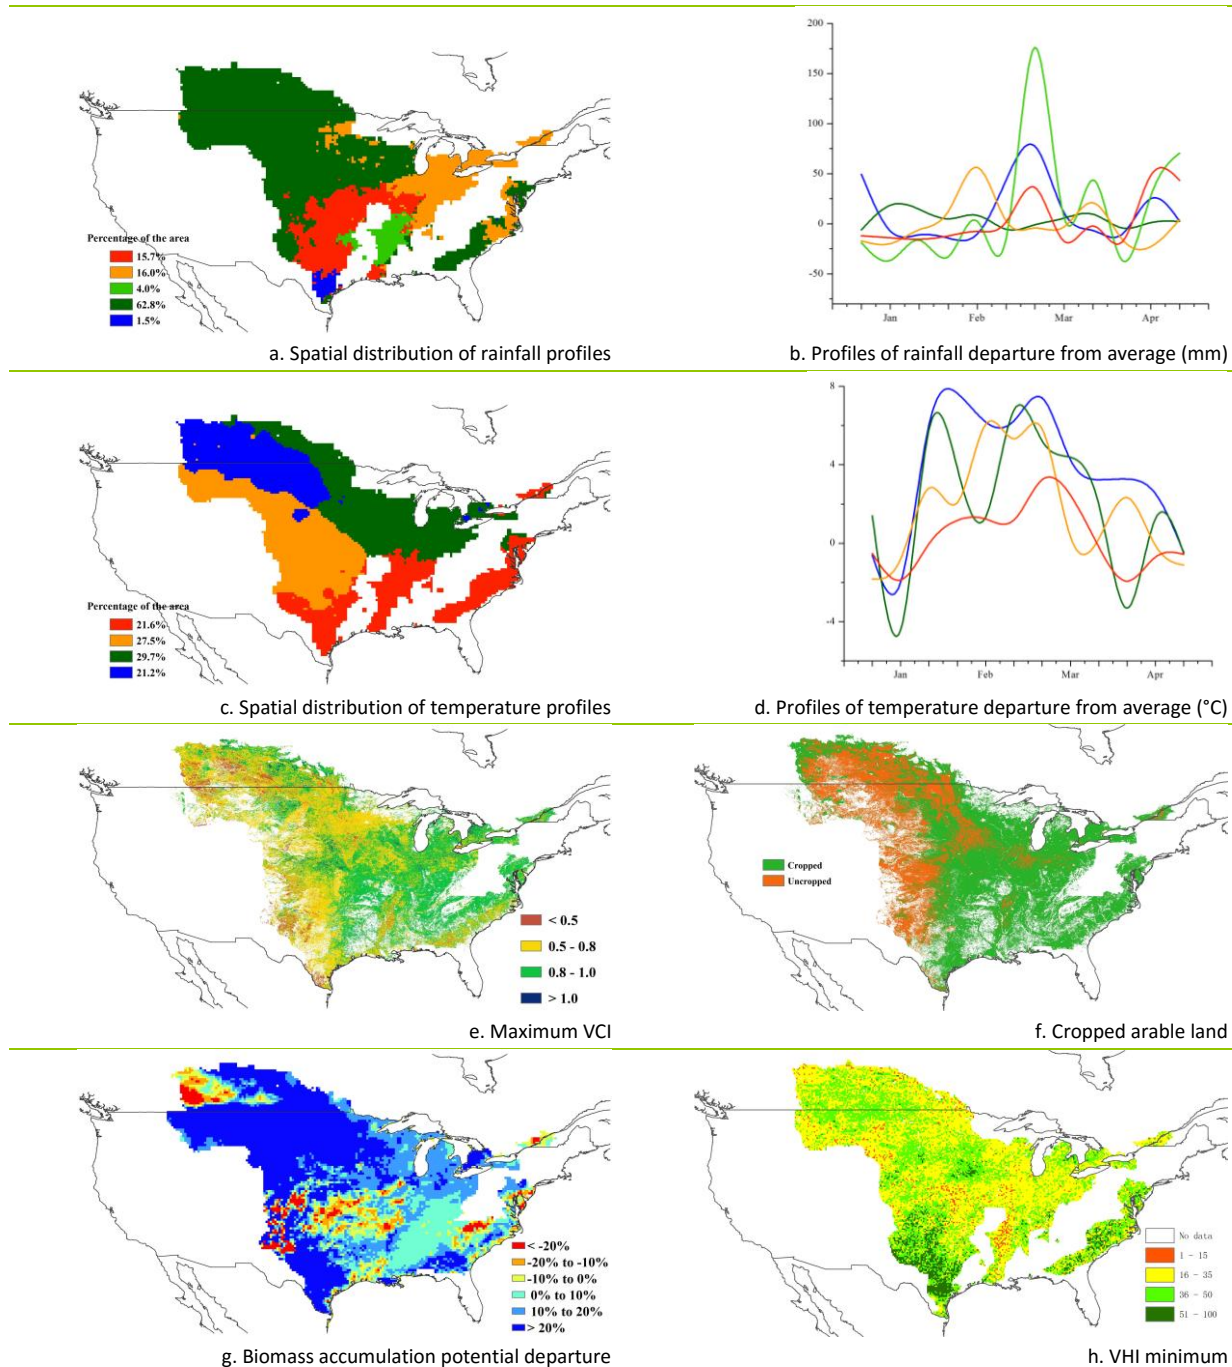 Percentage of the area
15.7%
16.0%
4.0%
62.8%
1.5%
a. Spatial distribution of rainfall profiles
200
150
100
50
0
-50
Jan Feb Mar Apr
b. Profiles of rainfall departure from average (mm)
Percentage of the area
21.6%
27.5%
29.7%
21.2%
c. Spatial distribution of temperature profiles
8
4
0
-4
Jan Feb Mar Apr
d. Profiles of temperature departure from average (°C)
< 0.5
0.5 - 0.8
0.8 - 1.0
> 1.0
e. Maximum VCI
Cropped
Uncropped
f. Cropped arable land
< -20%
-20% to -10%
-10% to 0%
0% to 10%
10% to 20%
> 20%
g. Biomass accumulation potential departure
No data
1 - 15
16 - 35
36 - 50
51 - 100
h. VHI minimum